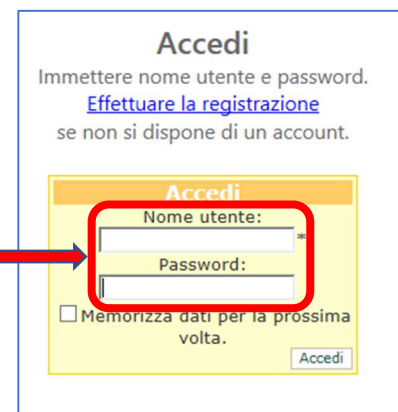 Accedi
Immettere nome utente e password.
Effettuare la registrazione
se non si dispone di un account.
Accedi
Nome utente:
*
Password:
Memorizza dati per la prossima
volta.
Accedi